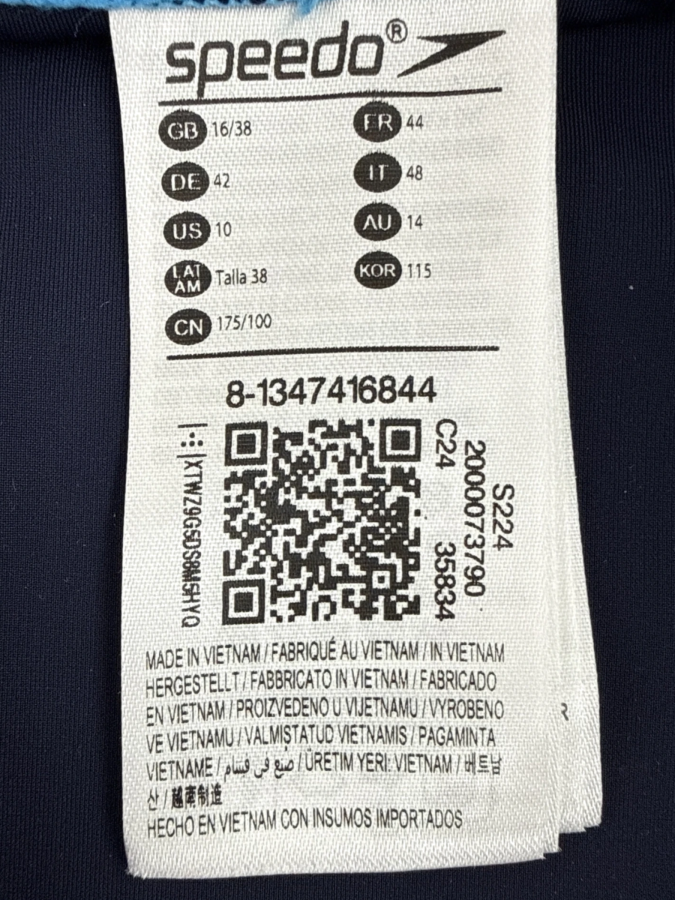 speedo®
GB 16/38 FR 44
DE 42 IT 48
US 10 AU 14
LAT AM Talla 38 KOR 115
CN 175/100
8-1347416844
XTWZ9G5DS8M5HYQ
C24 35834
2000073790
S224
MADE IN VIETNAM / FABRIQUÉ AU VIETNAM / IN VIETNAM
HERGESTELLT / FABBRICATO IN VIETNAM / FABRICADO
EN VIETNAM / PROIZVEDENO U VIJETNAMU / VYROBENO
VE VIETNAMU / VALMISTATUD VIETNAMIS / PAGAMINTA
VIETNAME / صنع في فيتنام / ÜRETIM YERI: VIETNAM / 베트남
산 / 越南制造
HECHO EN VIETNAM CON INSUMOS IMPORTADOS
R